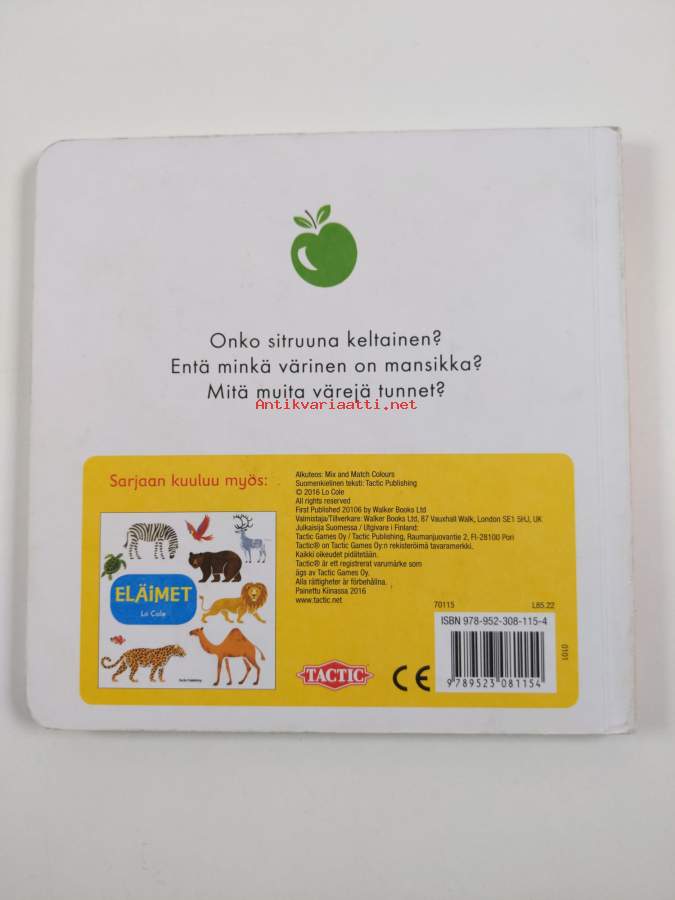 Onko sitruuna keltainen?
Entä minkä värinen on mansikka?
Mitä muita värejä tunnet?
Antikvariaatti.net
Sarjaan kuuluu myös:
ELÄiMET
Lo Cole
Alkuteos: Mix and Match Colours
Suomenkielinen teksti: Tactic Publishing
© 2016 Lo Cole
All rights reserved
First Published 20106 by Walker Books Ltd
Valmistaja/Tillverkare: Walker Books Ltd, 87 Vauxhall Walk, London SE1 5HJ, UK
Julkaisija Suomessa / Utgivare i Finland:
Tactic Games Oy / Tactic Publishing, Raumanjuovantie 2, FI-28100 Pori
Tactic® on Tactic Games Oy:n rekisteröimä tavaramerkki.
Kaikki oikeudet pidätetään.
Tactic® är ett registrerat varumärke som
ägs av Tactic Games Oy.
Alla rättigheter är förbehållna.
Painettu Kiinassa 2016
www.tactic.net
TACTIC
CE
70115 L85.22
ISBN 978-952-308-115-4
9 789523 081154
1010